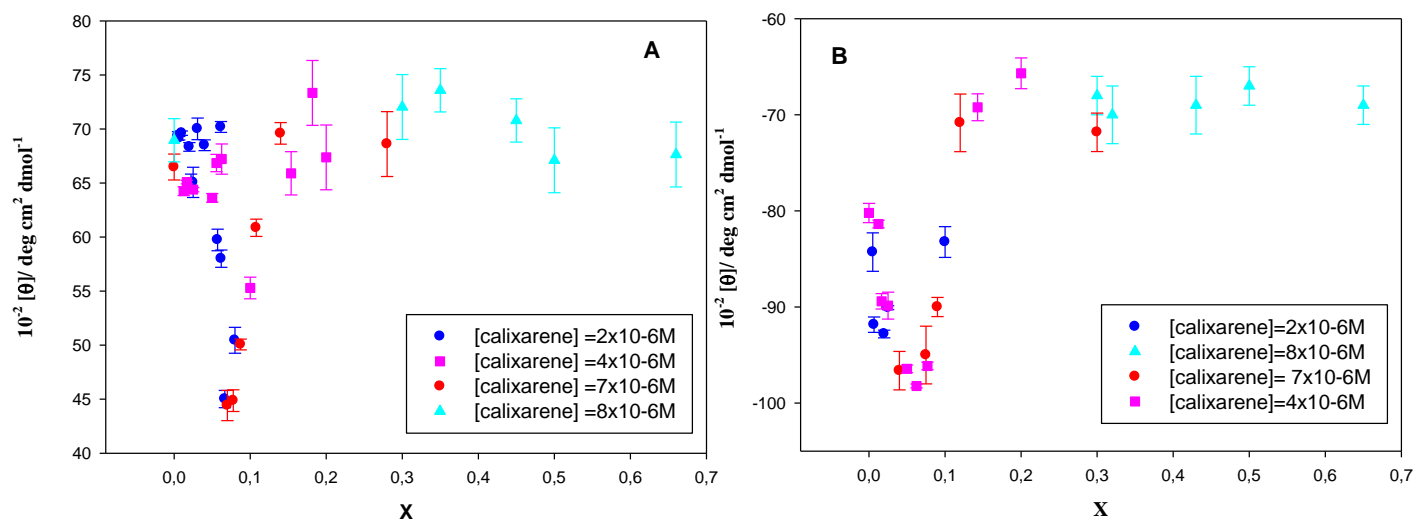 A
10⁻² [θ]/ deg cm² dmol⁻¹
80
75
70
65
60
55
50
45
40
0,0 0,1 0,2 0,3 0,4 0,5 0,6 0,7
X
[calixarene] =2x10-6M
[calixarene] =4x10-6M
[calixarene] =7x10-6M
[calixarene] =8x10-6M
B
10⁻² [θ]/ deg cm² dmol⁻¹
-60
-70
-80
-90
-100
0,0 0,1 0,2 0,3 0,4 0,5 0,6 0,7
X
[calixarene]=2x10-6M
[calixarene]=8x10-6M
[calixarene]= 7x10-6M
[calixarene]=4x10-6M